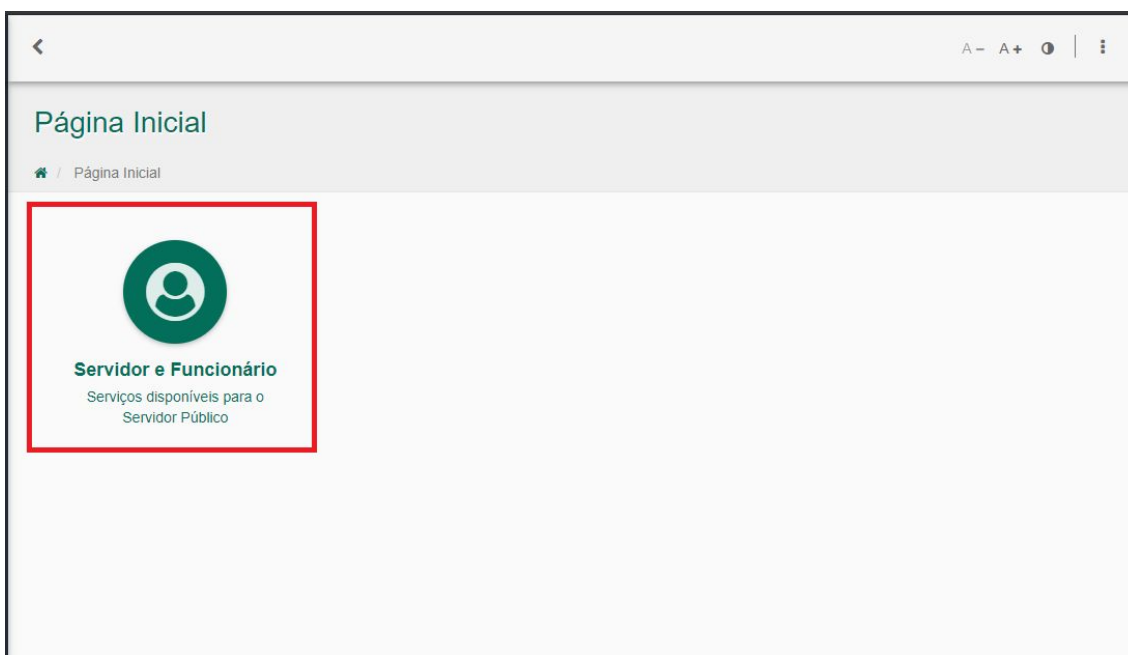 A- A+
Página Inicial
/ Página Inicial
Servidor e Funcionário
Serviços disponíveis para o
Servidor Público